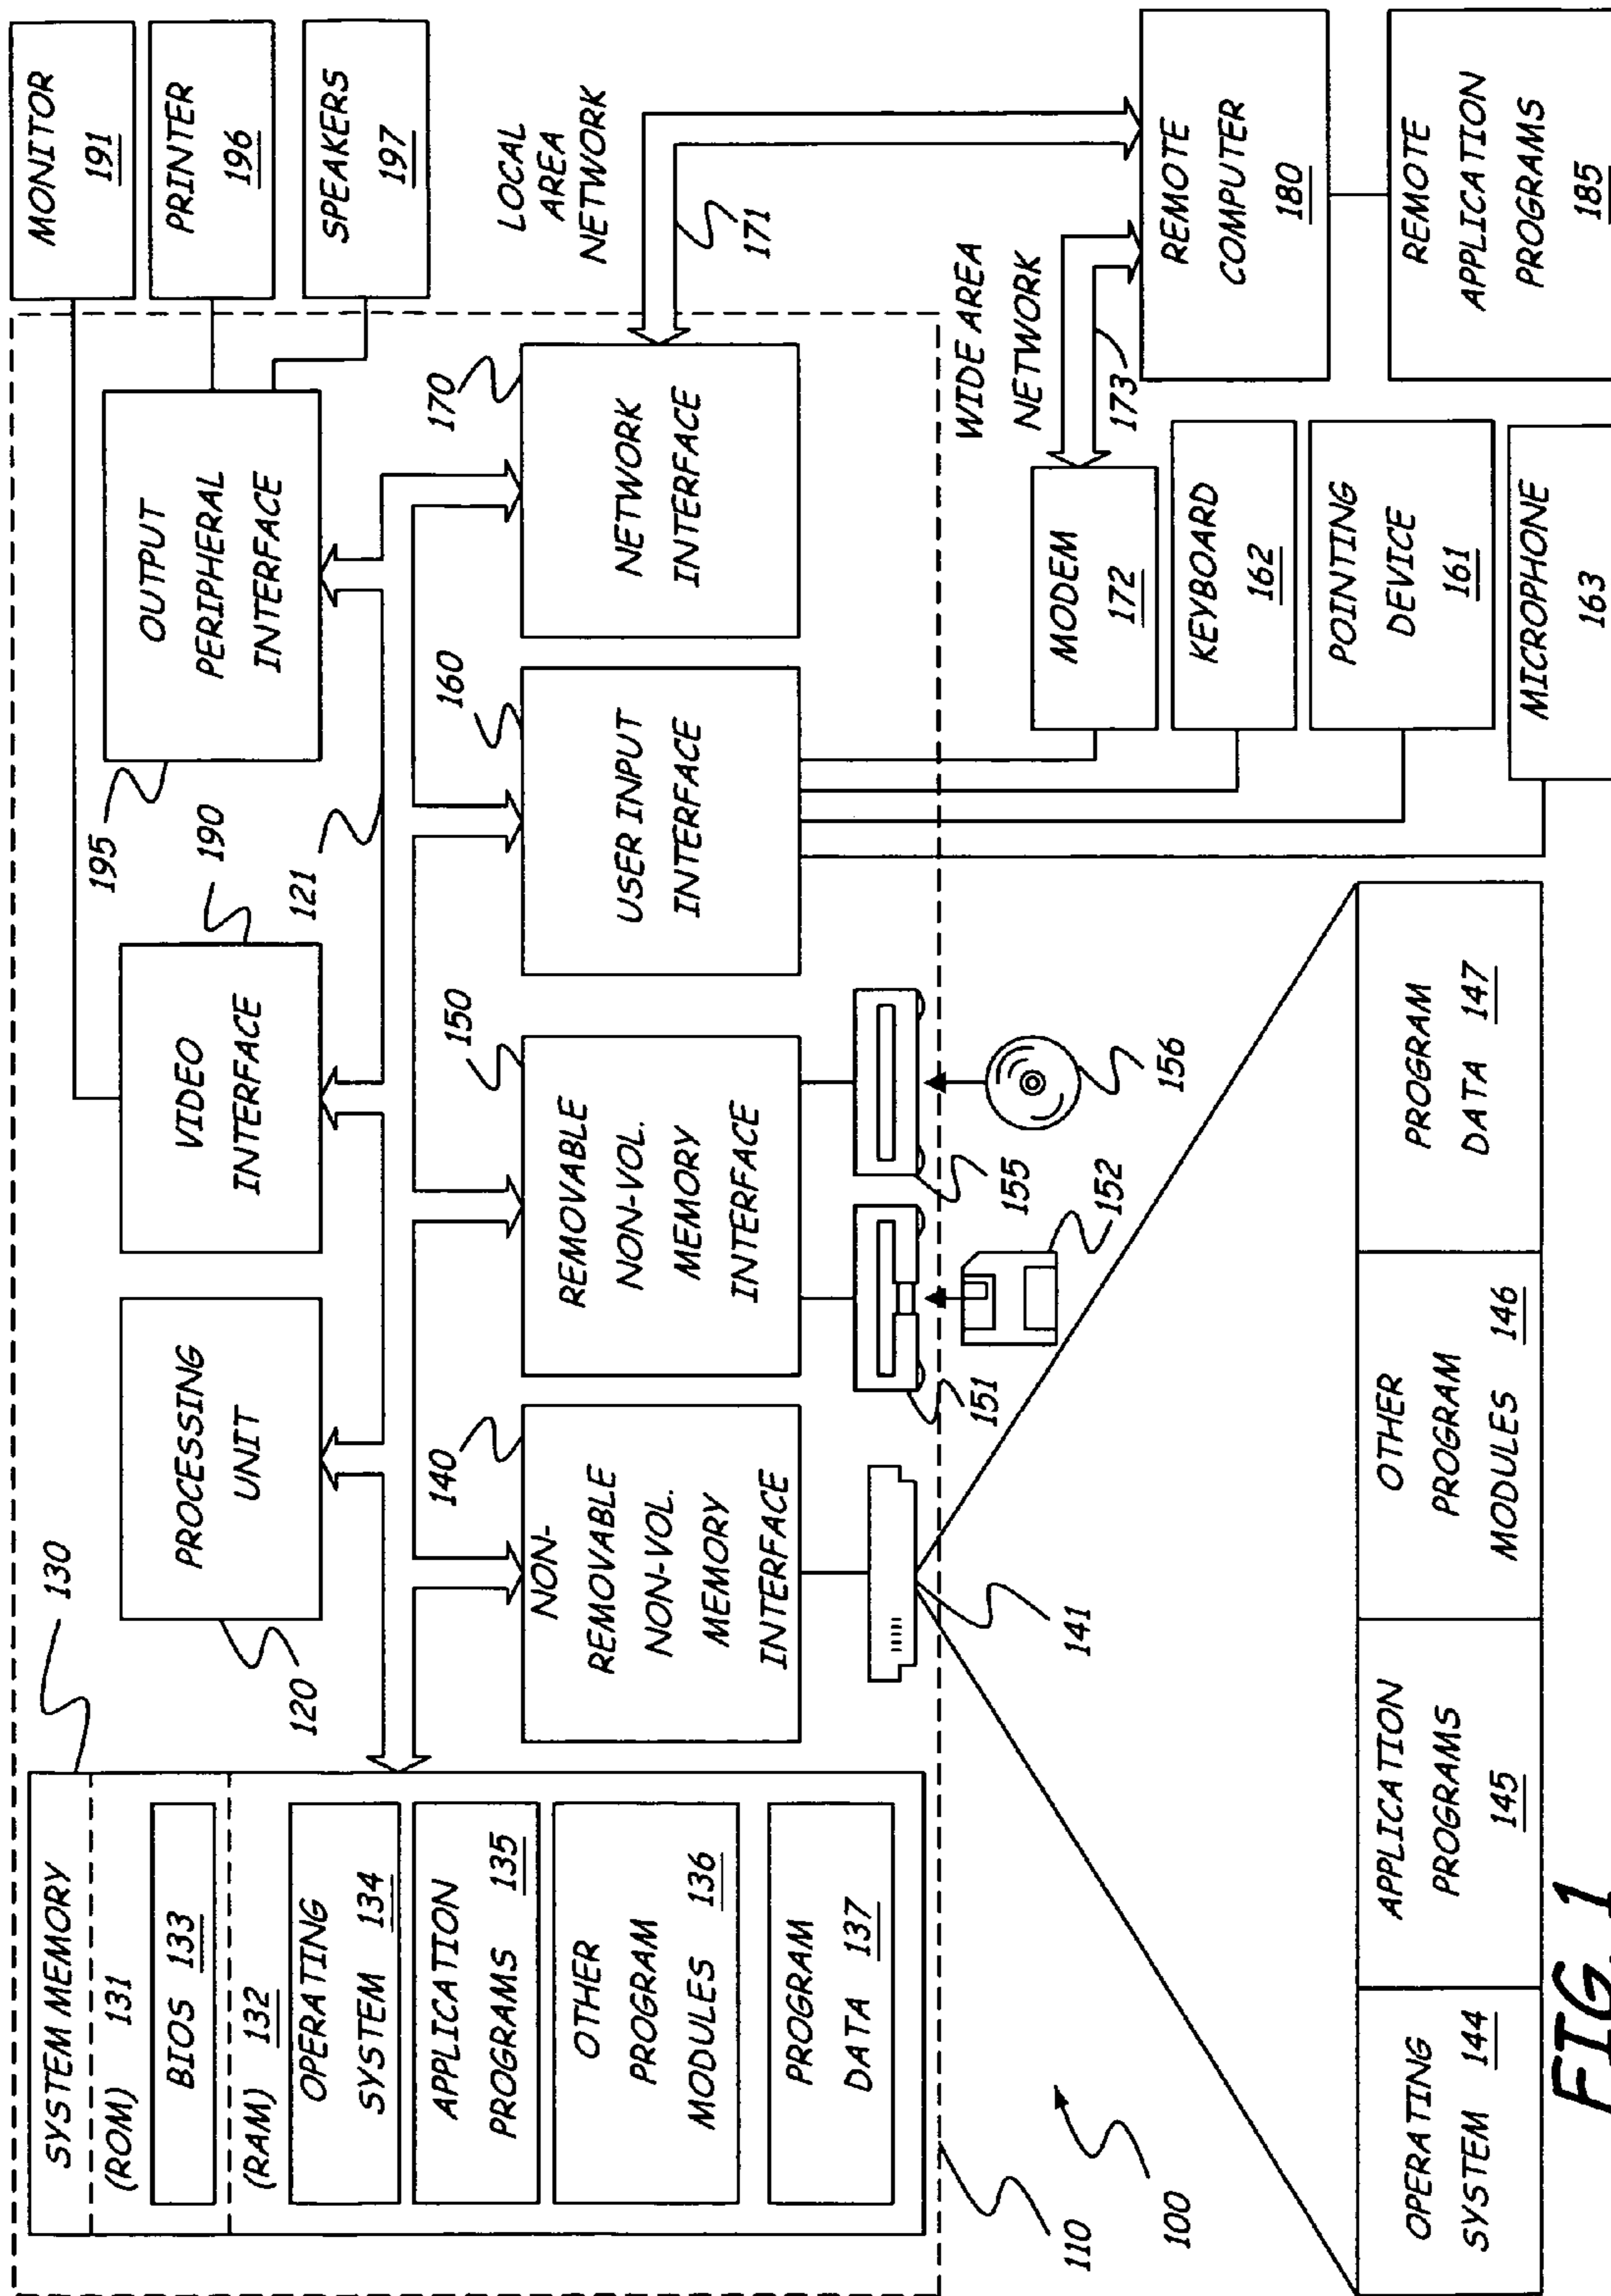 SYSTEM MEMORY
(ROM) 131
BIOS 133
(RAM) 132
OPERATING
SYSTEM 134
APPLICATION
PROGRAMS 135
OTHER
PROGRAM
MODULES 136
PROGRAM
DATA 137
130
120
PROCESSING
UNIT
VIDEO
INTERFACE
190
195
121
OUTPUT
PERIPHERAL
INTERFACE
MONITOR
191
PRINTER
196
SPEAKERS
197
140
NON-
REMOVABLE
NON-VOL.
MEMORY
INTERFACE
150
REMOVABLE
NON-VOL.
MEMORY
INTERFACE
160
USER INPUT
INTERFACE
170
NETWORK
INTERFACE
LOCAL
AREA
NETWORK
171
141
151
152
155
156
WIDE AREA
NETWORK
173
MODEM
172
KEYBOARD
162
POINTING
DEVICE
161
MICROPHONE
163
REMOTE
COMPUTER
180
REMOTE
APPLICATION
PROGRAMS
185
110
100
OPERATING
SYSTEM 144
APPLICATION
PROGRAMS
145
OTHER
PROGRAM
MODULES 146
PROGRAM
DATA 147
FIG. 1